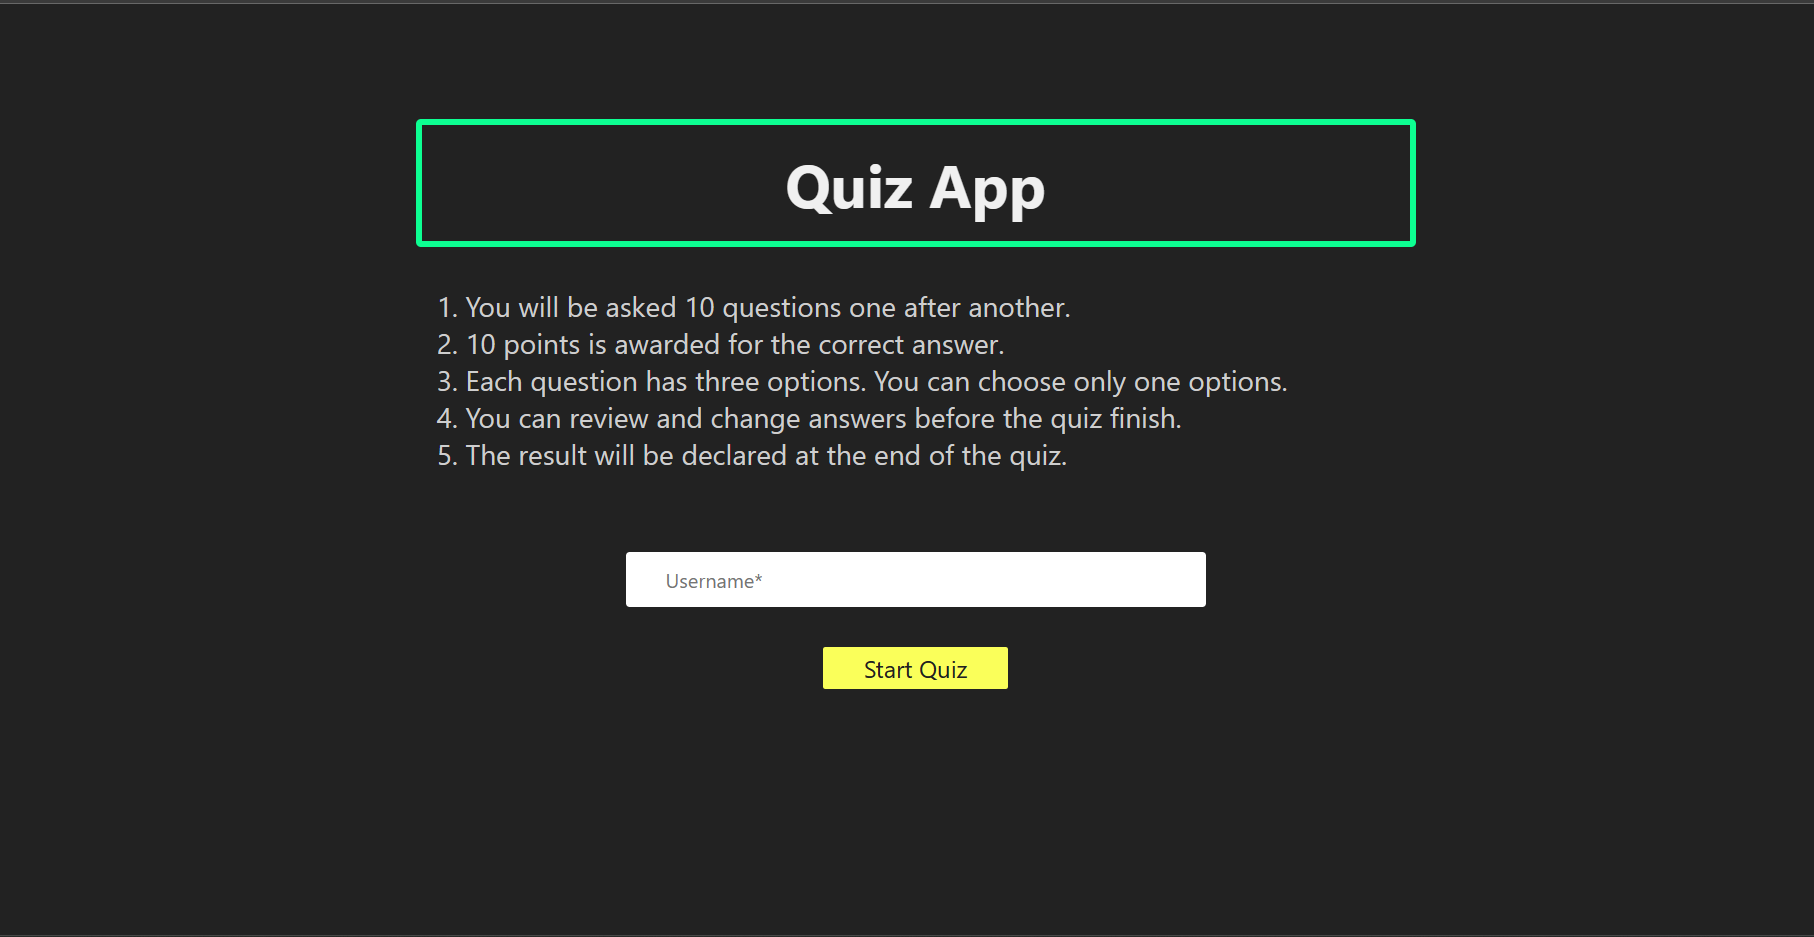 Quiz App
1. You will be asked 10 questions one after another.
2. 10 points is awarded for the correct answer.
3. Each question has three options. You can choose only one options.
4. You can review and change answers before the quiz finish.
5. The result will be declared at the end of the quiz.
Username*
Start Quiz